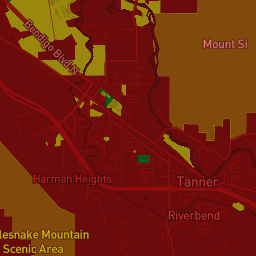 Bendigo Blvd N
Mount Si
Harman Heights
Tanner
Riverbend
lesnake Mountain
Scenic Area